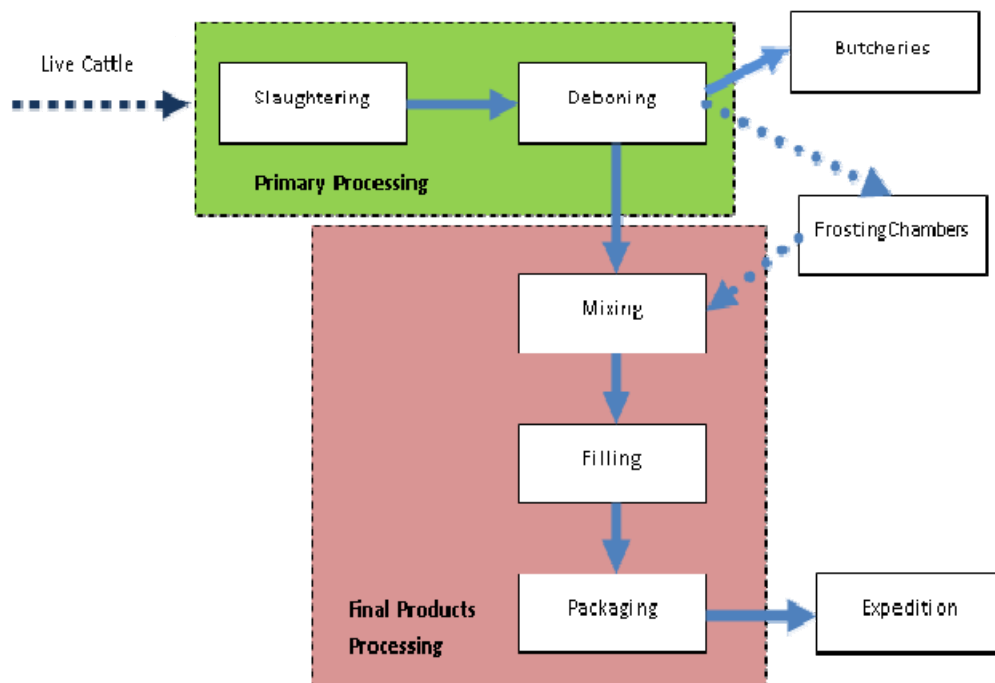 Live Cattle
Slaughtering
Deboning
Butcheries
Primary Processing
FrostingChambers
Mixing
Filling
Packaging
Expedition
Final Products
Processing